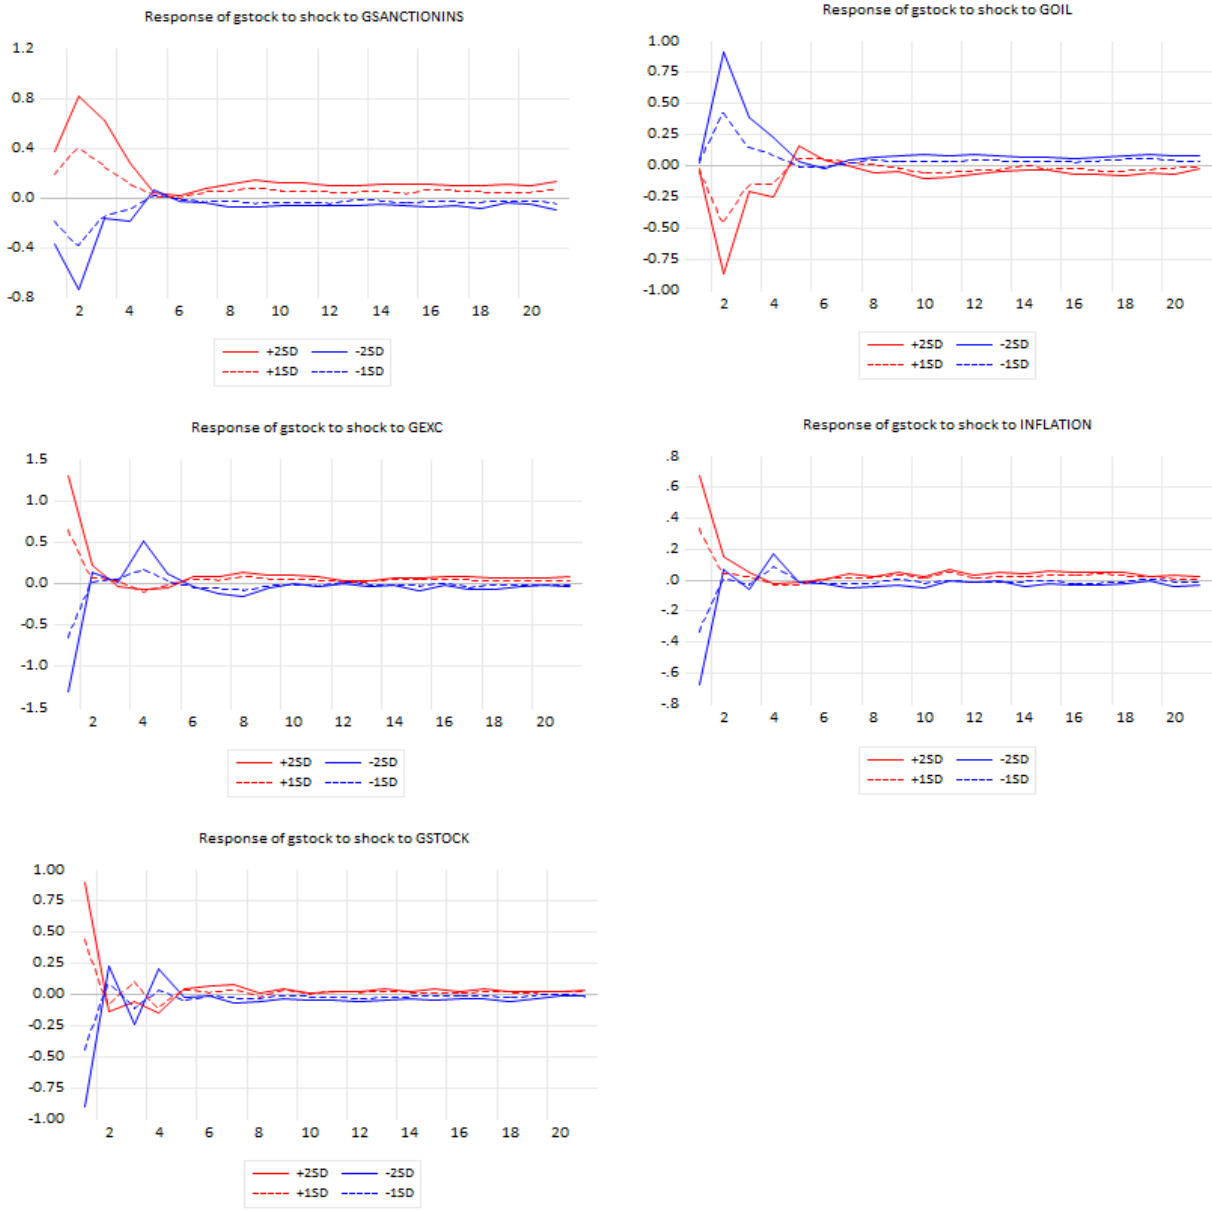 Response of gstock to shock to GSANCTIONINS
1.2
0.8
0.4
0.0
-0.4
-0.8
2 4 6 8 10 12 14 16 18 20
+2SD -2SD
+1SD -1SD
Response of gstock to shock to GOIL
1.00
0.75
0.50
0.25
0.00
-0.25
-0.50
-0.75
-1.00
2 4 6 8 10 12 14 16 18 20
+2SD -2SD
+1SD -1SD
Response of gstock to shock to GEXC
1.5
1.0
0.5
0.0
-0.5
-1.0
-1.5
2 4 6 8 10 12 14 16 18 20
+2SD -2SD
+1SD -1SD
Response of gstock to shock to INFLATION
.8
.6
.4
.2
.0
-.2
-.4
-.6
-.8
2 4 6 8 10 12 14 16 18 20
+2SD -2SD
+1SD -1SD
Response of gstock to shock to GSTOCK
1.00
0.75
0.50
0.25
0.00
-0.25
-0.50
-0.75
-1.00
2 4 6 8 10 12 14 16 18 20
+2SD -2SD
+1SD -1SD